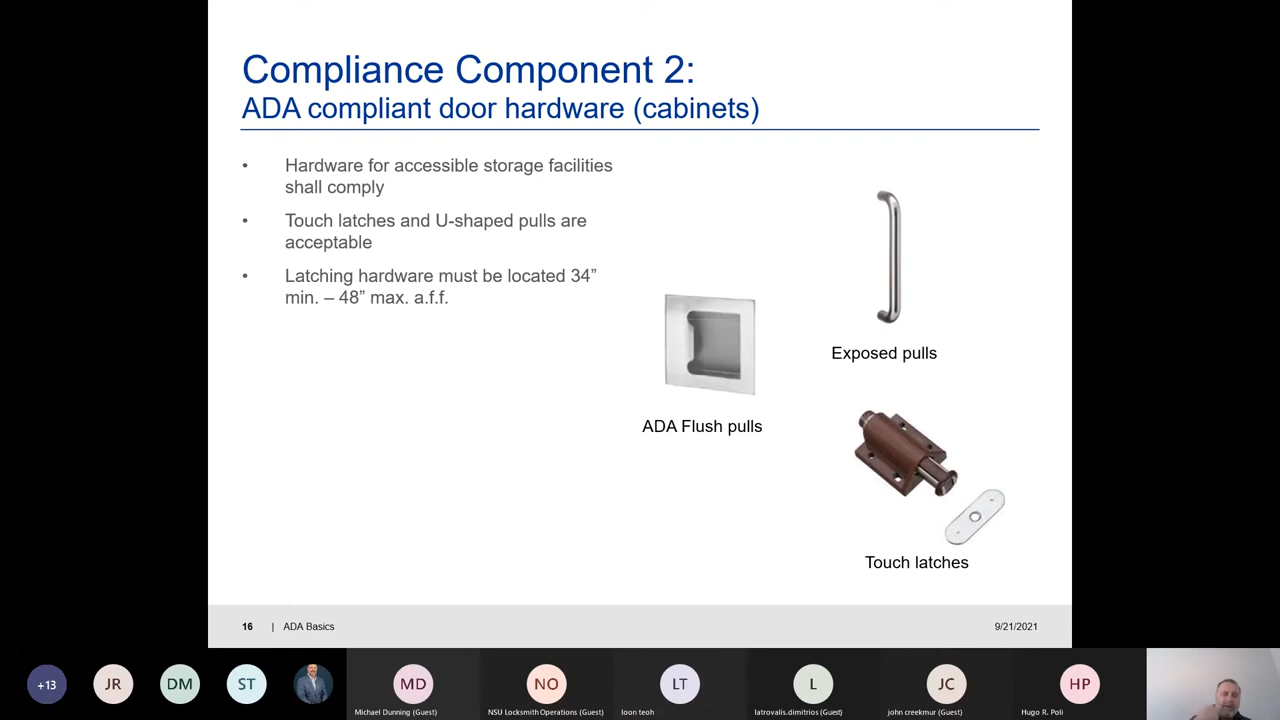 Compliance Component 2:
ADA compliant door hardware (cabinets)
• Hardware for accessible storage facilities
shall comply
• Touch latches and U-shaped pulls are
acceptable
• Latching hardware must be located 34”
min. – 48” max. a.f.f.
Exposed pulls
ADA Flush pulls
Touch latches
16 | ADA Basics
9/21/2021
+13
JR
DM
ST
MD
NO
LT
L
JC
HP
Michael Dunning (Guest)
NSU Locksmith Operations (Guest)
loon teoh
latrovalis.dimitrios (Guest)
john creekmur (Guest)
Hugo R. Poli